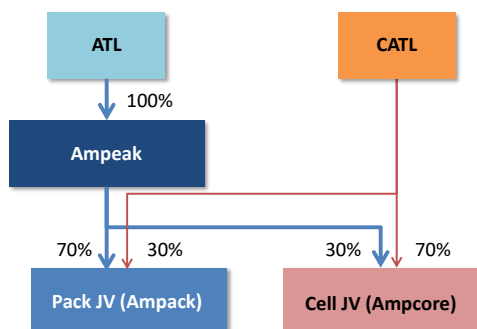 ATL
CATL
100%
Ampeak
70%
30%
30%
70%
Pack JV (Ampack)
Cell JV (Ampcore)